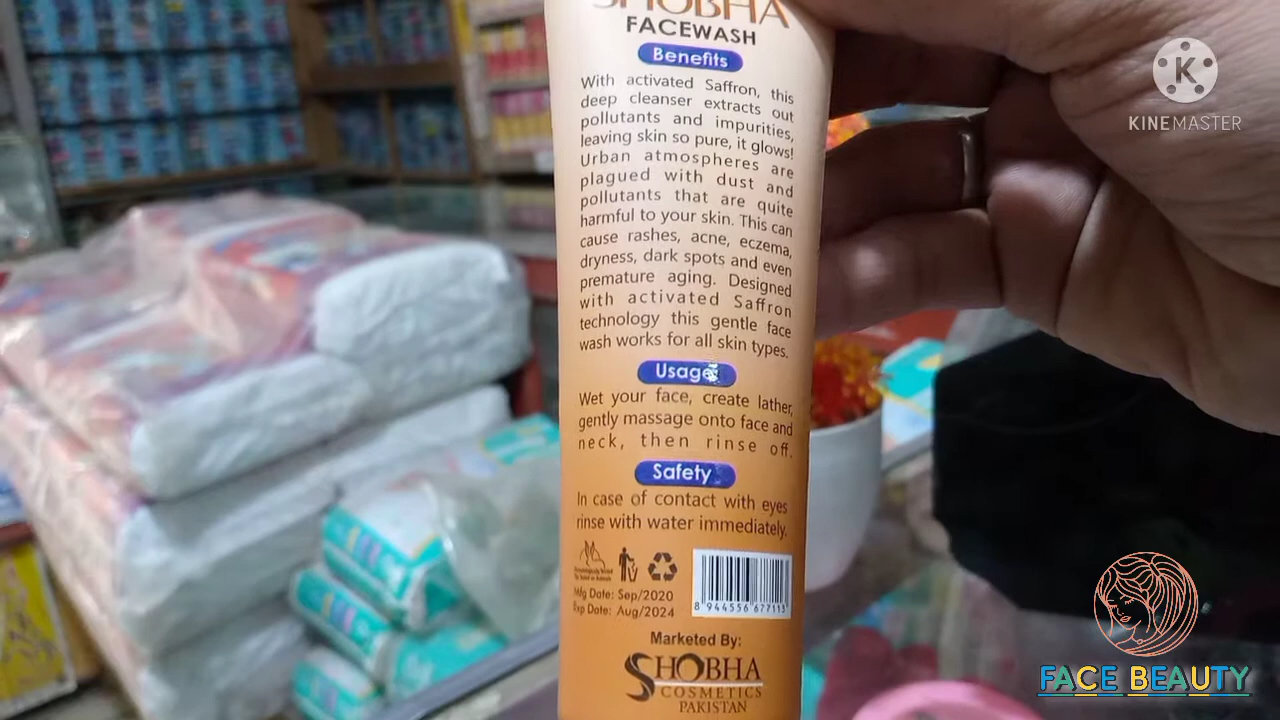 SHOBHA
FACEWASH
Benefits
With activated Saffron, this
deep cleanser extracts out
pollutants and impurities,
leaving skin so pure, it glows!
Urban atmospheres are
plagued with dust and
pollutants that are quite
harmful to your skin. This can
cause rashes, acne, eczema,
dryness, dark spots and even
premature aging. Designed
with activated Saffron
technology this gentle face
wash works for all skin types.
Usage
Wet your face, create lather,
gently massage onto face and
neck, then rinse off.
Safety
In case of contact with eyes
rinse with water immediately.
Mfg Date: Sep/2020
Exp Date: Aug/2024
8 944556 677113
Marketed By:
SHOBHA
COSMETICS
PAKISTAN
K
KINEMASTER
FACE BEAUTY